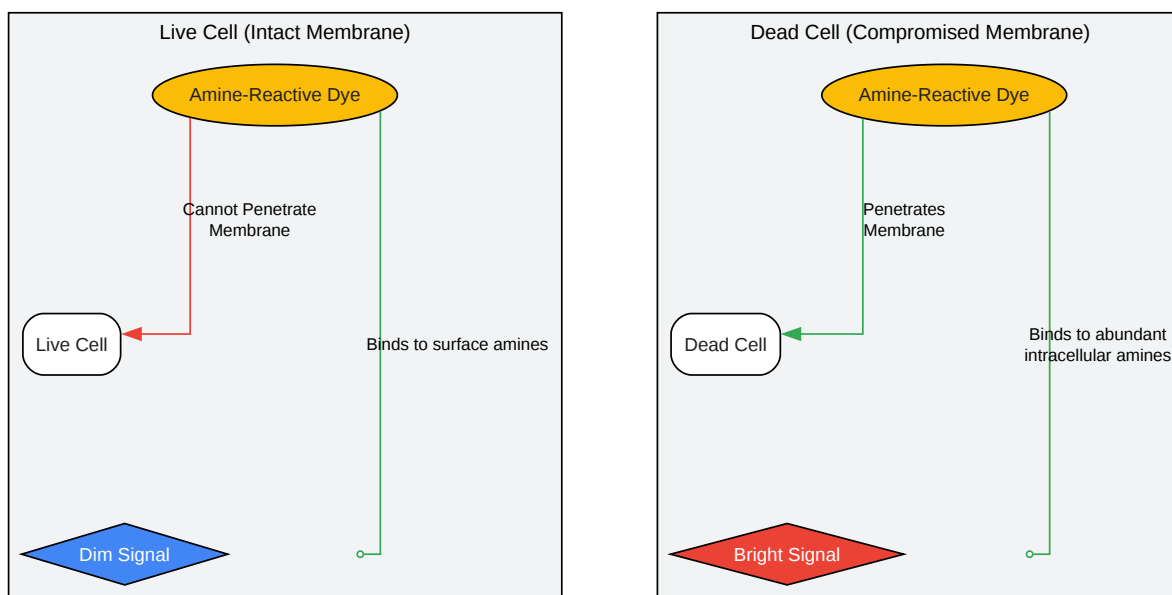 Live Cell (Intact Membrane)
Amine-Reactive Dye
Cannot Penetrate
Membrane
Live Cell
Binds to surface amines
Dim Signal
Dead Cell (Compromised Membrane)
Amine-Reactive Dye
Penetrates
Membrane
Dead Cell
Binds to abundant
intracellular amines
Bright Signal